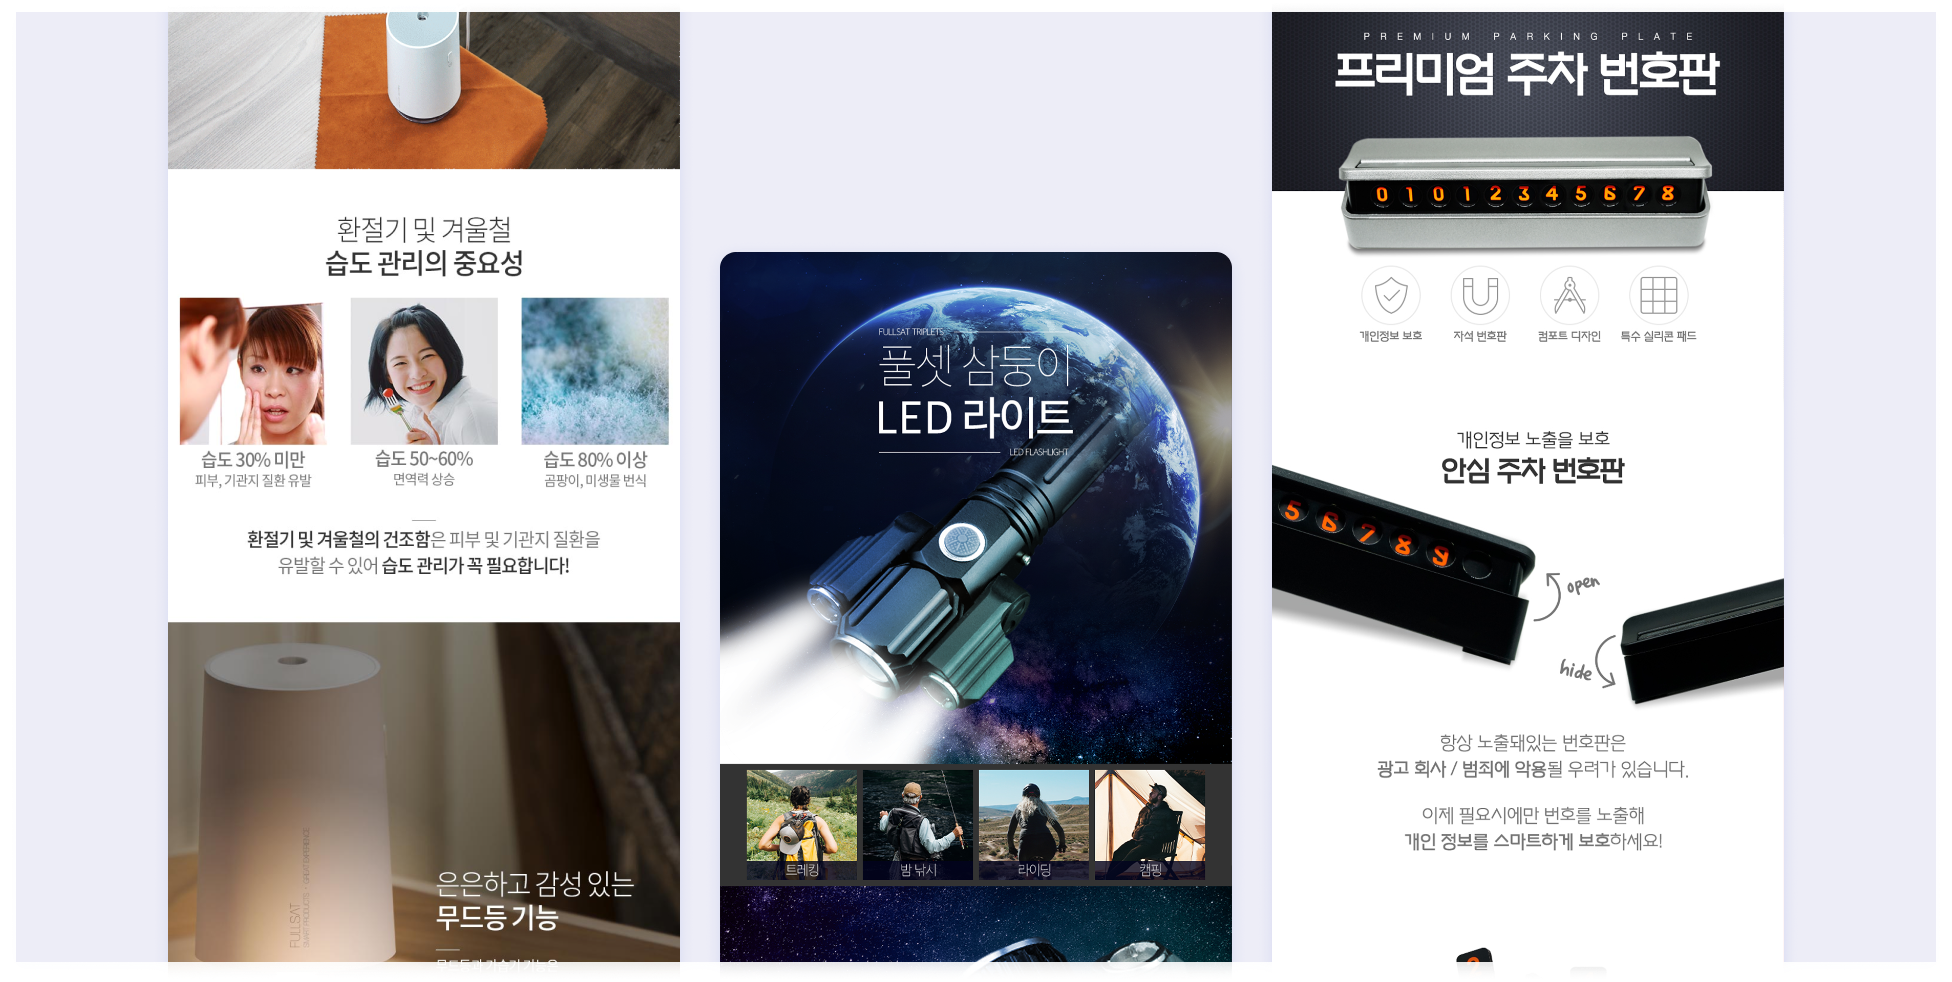 환절기 및 겨울철
습도 관리의 중요성
습도 30% 미만
피부, 기관지 질환 유발
습도 50~60%
면역력 상승
습도 80% 이상
곰팡이, 미생물 번식
환절기 및 겨울철의 건조함은 피부 및 기관지 질환을
유발할 수 있어 습도 관리가 꼭 필요합니다!
FULLSAT
은은하고 감성 있는
무드등 기능
FULLSAT TRIPLETS
풀셋 삼둥이
LED 라이트
LED FLASHLIGHT
트레킹
밤 낚시
라이딩
캠핑
PREMIUM PARKING PLATE
프리미엄 주차 번호판
0 1 0 1 2 3 4 5 6 7 8
개인정보 보호
자석 번호판
컴포트 디자인
특수 실리콘 패드
개인정보 노출을 보호
안심 주차 번호판
5 6 7 8 9
open
hide
항상 노출돼있는 번호판은
광고 회사 / 범죄에 악용될 우려가 있습니다.
이제 필요시에만 번호를 노출해
개인 정보를 스마트하게 보호하세요!